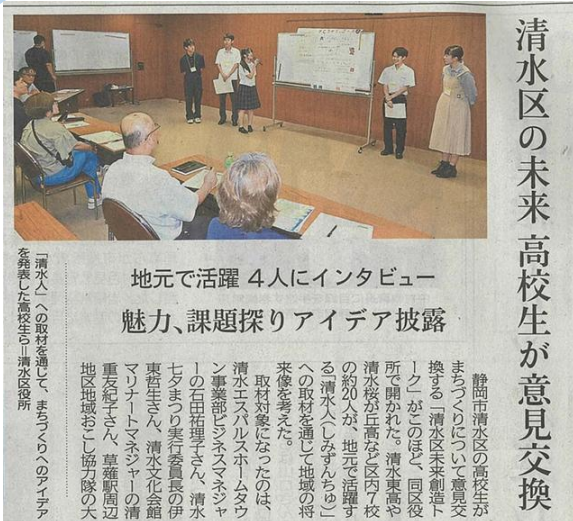 清水区の未来 高校生が意見交換
地元で活躍 4人にインタビュー
魅力、課題探りアイデア披露
静岡市清水区の高校生が
まちづくりについて意見交
換する「清水区未来創造ト
ーク」がこのほど、同区役
所で開かれた。清水東高や
清水桜が丘高など区内7校
の約20人が、地元で活躍す
る「清水人(しみずんちゅ)」
への取材を通じて地域の将
来像を考えた。
取材対象になったのは、
清水エスパルスホームタウ
ン事業部ビジネスマネジャ
ーの石田祐理子さん、清水
七夕まつり実行委員長の伊
東哲生さん、清水文化会館
マリナートマネジャーの清
重友紀子さん、草薙駅周辺
地区地域おこし協力隊の大
「清水人」への取材を通じて、まちづくりへのアイデア
を発表した高校生ら=清水区役所